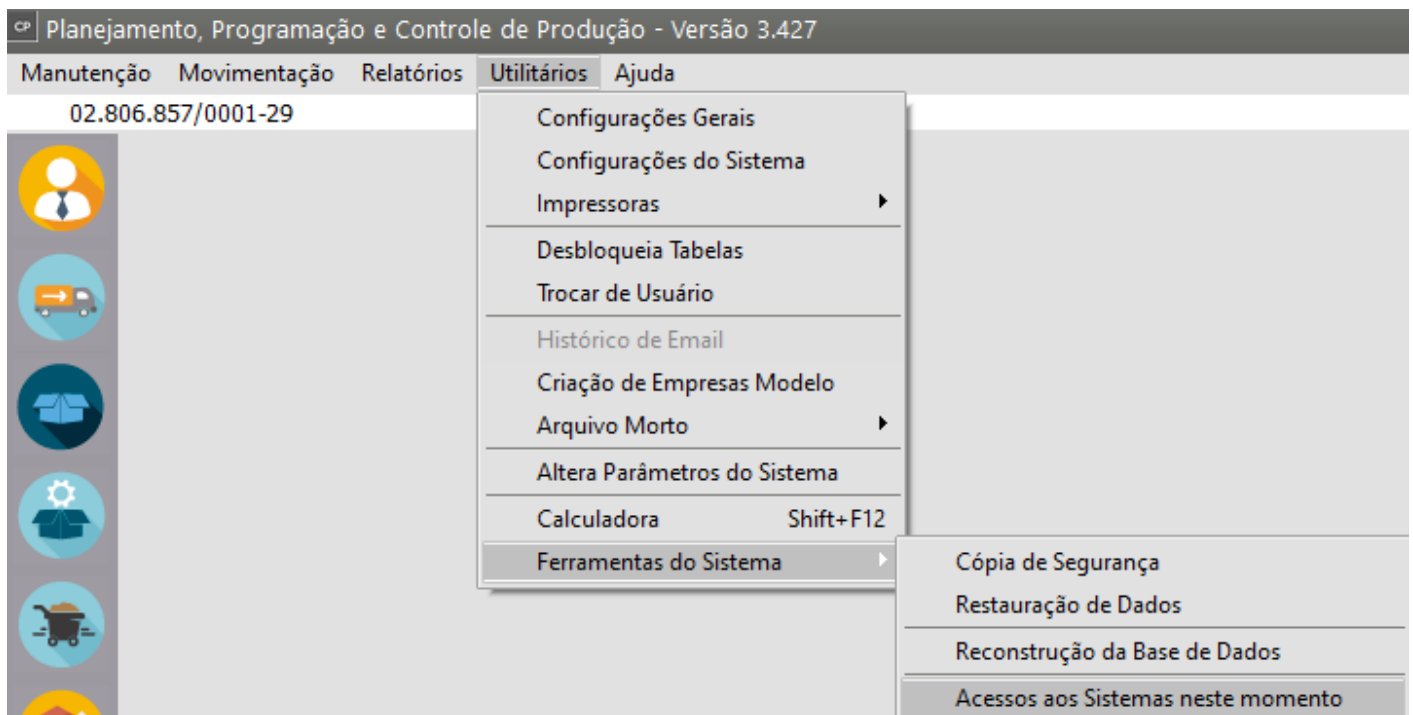 CP Planejamento, Programação e Controle de Produção - Versão 3.427
Manutenção Movimentação Relatórios Utilitários Ajuda
02.806.857/0001-29
Configurações Gerais
Configurações do Sistema
Impressoras
Desbloqueia Tabelas
Trocar de Usuário
Histórico de Email
Criação de Empresas Modelo
Arquivo Morto
Altera Parâmetros do Sistema
Calculadora Shift+F12
Ferramentas do Sistema
Cópia de Segurança
Restauração de Dados
Reconstrução da Base de Dados
Acessos aos Sistemas neste momento